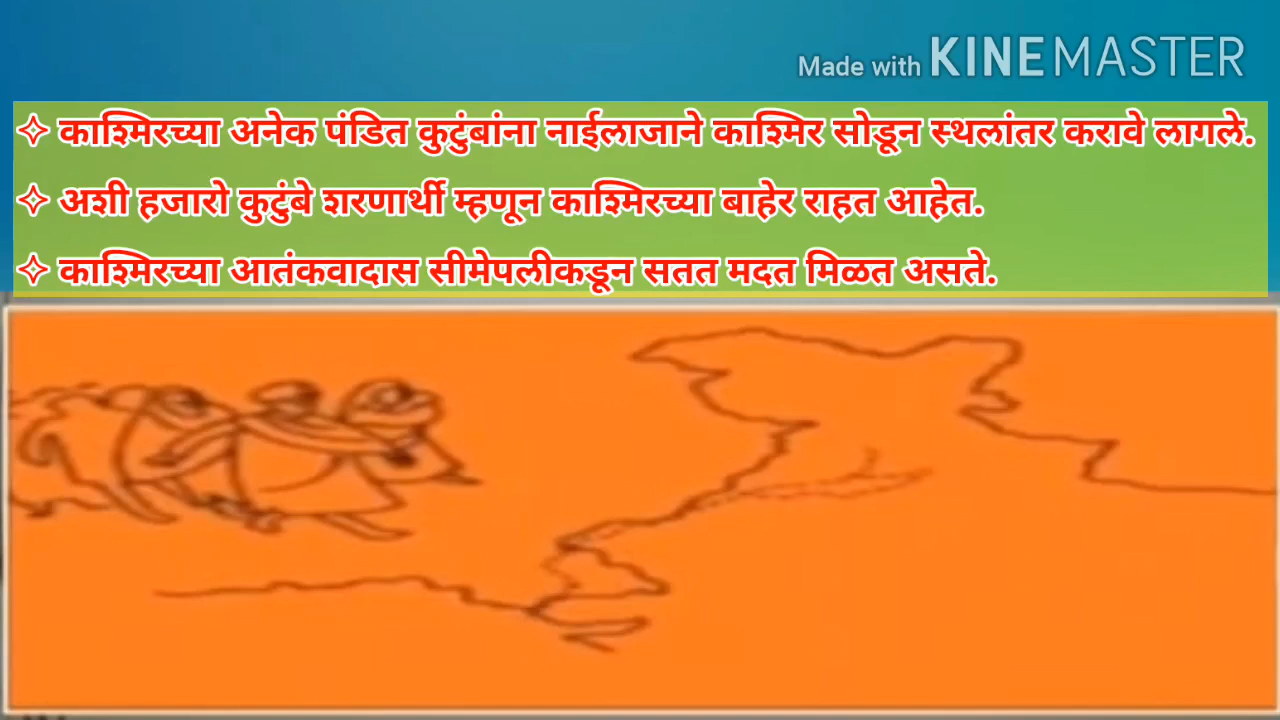 Made with KINEMASTER
✧ काश्मिरच्या अनेक पंडित कुटुंबांना नाईलाजाने काश्मिर सोडून स्थलांतर करावे लागले.
✧ अशी हजारो कुटुंबे शरणार्थी म्हणून काश्मिरच्या बाहेर राहत आहेत.
✧ काश्मिरच्या आतंकवादास सीमेपलीकडून सतत मदत मिळत असते.